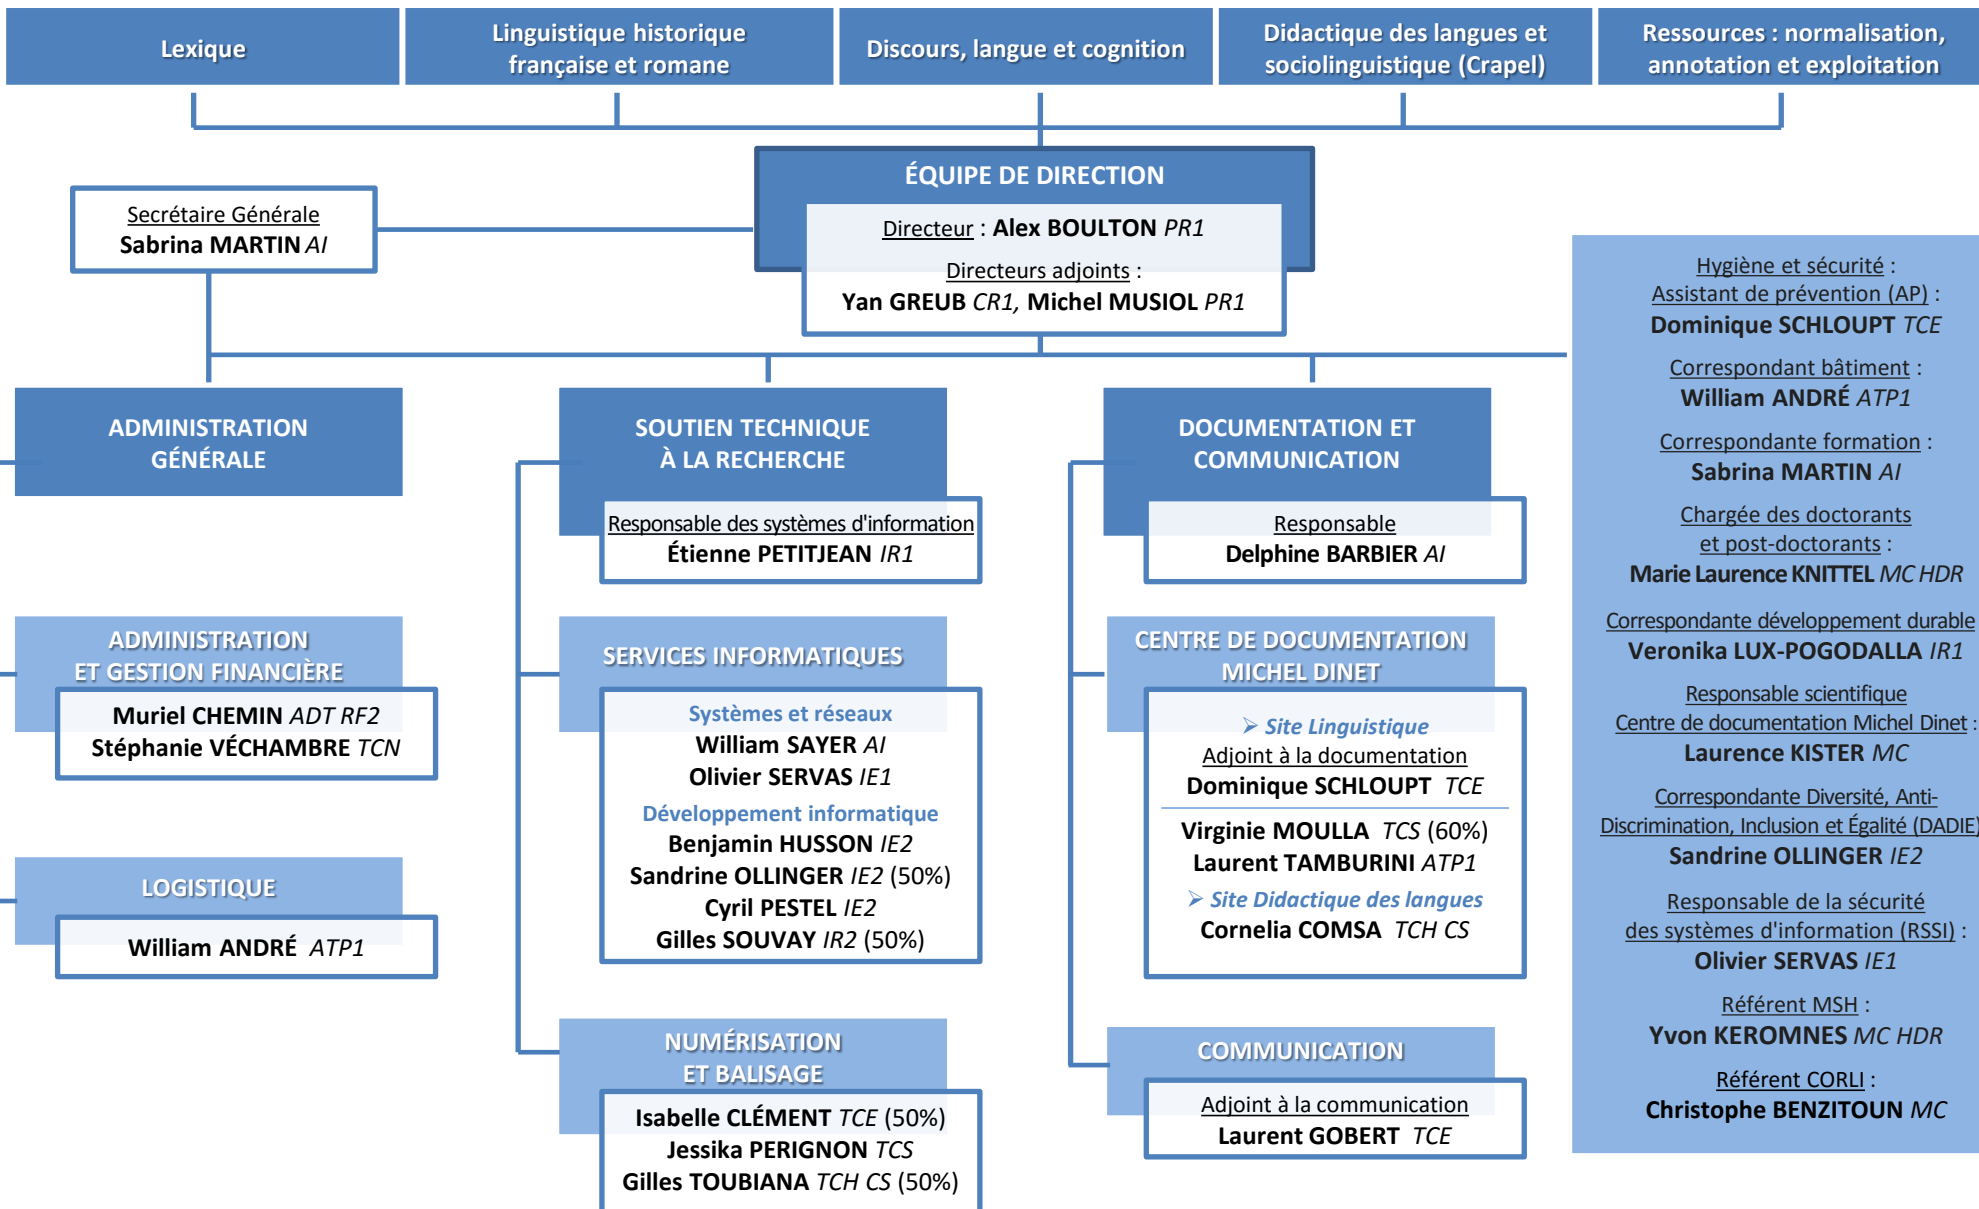 Lexique
Linguistique historique
française et romane
Discours, langue et cognition
Didactique des langues et
sociolinguistique (Crapel)
Ressources : normalisation,
annotation et exploitation
ÉQUIPE DE DIRECTION
Directeur : Alex BOULTON PR1
Directeurs adjoints :
Yan GREUB CR1, Michel MUSIOL PR1
Secrétaire Générale
Sabrina MARTIN AI
ADMINISTRATION
GÉNÉRALE
ADMINISTRATION
ET GESTION FINANCIÈRE
Muriel CHEMIN ADT RF2
Stéphanie VÉCHAMBRE TCN
LOGISTIQUE
William ANDRÉ ATP1
SOUTIEN TECHNIQUE
À LA RECHERCHE
Responsable des systèmes d'information
Étienne PETITJEAN IR1
SERVICES INFORMATIQUES
Systèmes et réseaux
William SAYER AI
Olivier SERVAS IE1
Développement informatique
Benjamin HUSSON IE2
Sandrine OLLINGER IE2 (50%)
Cyril PESTEL IE2
Gilles SOUVAY IR2 (50%)
NUMÉRISATION
ET BALISAGE
Isabelle CLÉMENT TCE (50%)
Jessika PERIGNON TCS
Gilles TOUBIANA TCH CS (50%)
DOCUMENTATION ET
COMMUNICATION
Responsable
Delphine BARBIER AI
CENTRE DE DOCUMENTATION
MICHEL DINET
➢ Site Linguistique
Adjoint à la documentation
Dominique SCHLOUPT TCE
Virginie MOULLA TCS (60%)
Laurent TAMBURINI ATP1
➢ Site Didactique des langues
Cornelia COMSA TCH CS
COMMUNICATION
Adjoint à la communication
Laurent GOBERT TCE
Hygiène et sécurité :
Assistant de prévention (AP) :
Dominique SCHLOUPT TCE
Correspondant bâtiment :
William ANDRÉ ATP1
Correspondante formation :
Sabrina MARTIN AI
Chargée des doctorants
et post-doctorants :
Marie Laurence KNITTEL MC HDR
Correspondante développement durable
Veronika LUX-POGODALLA IR1
Responsable scientifique
Centre de documentation Michel Dinet :
Laurence KISTER MC
Correspondante Diversité, Anti-
Discrimination, Inclusion et Égalité (DADIE)
Sandrine OLLINGER IE2
Responsable de la sécurité
des systèmes d'information (RSSI) :
Olivier SERVAS IE1
Référent MSH :
Yvon KEROMNES MC HDR
Référent CORLI :
Christophe BENZITOUN MC